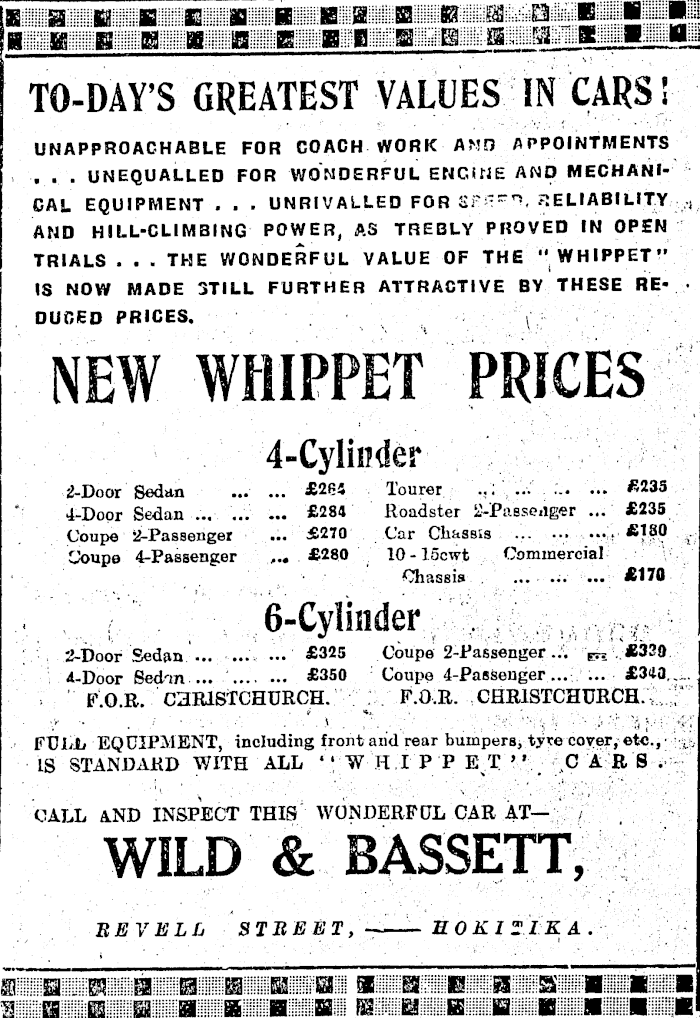 TO-DAY'S GREATEST VALUES IN CARS!
UNAPPROACHABLE FOR COACH WORK AND APPOINTMENTS
. . . UNEQUALLED FOR WONDERFUL ENGINE AND MECHANI-
CAL EQUIPMENT . . . UNRIVALLED FOR SPEED, RELIABILITY
AND HILL-CLIMBING POWER, AS TREBLY PROVED IN OPEN
TRIALS . . . THE WONDERFUL VALUE OF THE "WHIPPET"
IS NOW MADE STILL FURTHER ATTRACTIVE BY THESE RE-
DUCED PRICES.
NEW WHIPPET PRICES
4-Cylinder
2-Door Sedan ... ... £264
4-Door Sedan ... ... ... £284
Coupe 2-Passenger ... £270
Coupe 4-Passenger ... £280
Tourer ... ... ... ... £235
Roadster 2-Passenger ... £235
Car Chassis ... ... ... £180
10-15cwt Commercial
Chassis ... ... ... £170
6-Cylinder
2-Door Sedan ... ... ... £325
4-Door Sedan ... ... ... £350
F.O.R. CHRISTCHURCH.
Coupe 2-Passenger ... ...
Coupe 4-Passenger ... ... £340
F.O.R. CHRISTCHURCH.
FULL EQUIPMENT, including front and rear bumpers, tyre cover, etc.,
IS STANDARD WITH ALL "WHIPPET" CARS.
CALL AND INSPECT THIS WONDERFUL CAR AT—
WILD & BASSETT,
REVELL STREET, — HOKITIKA.